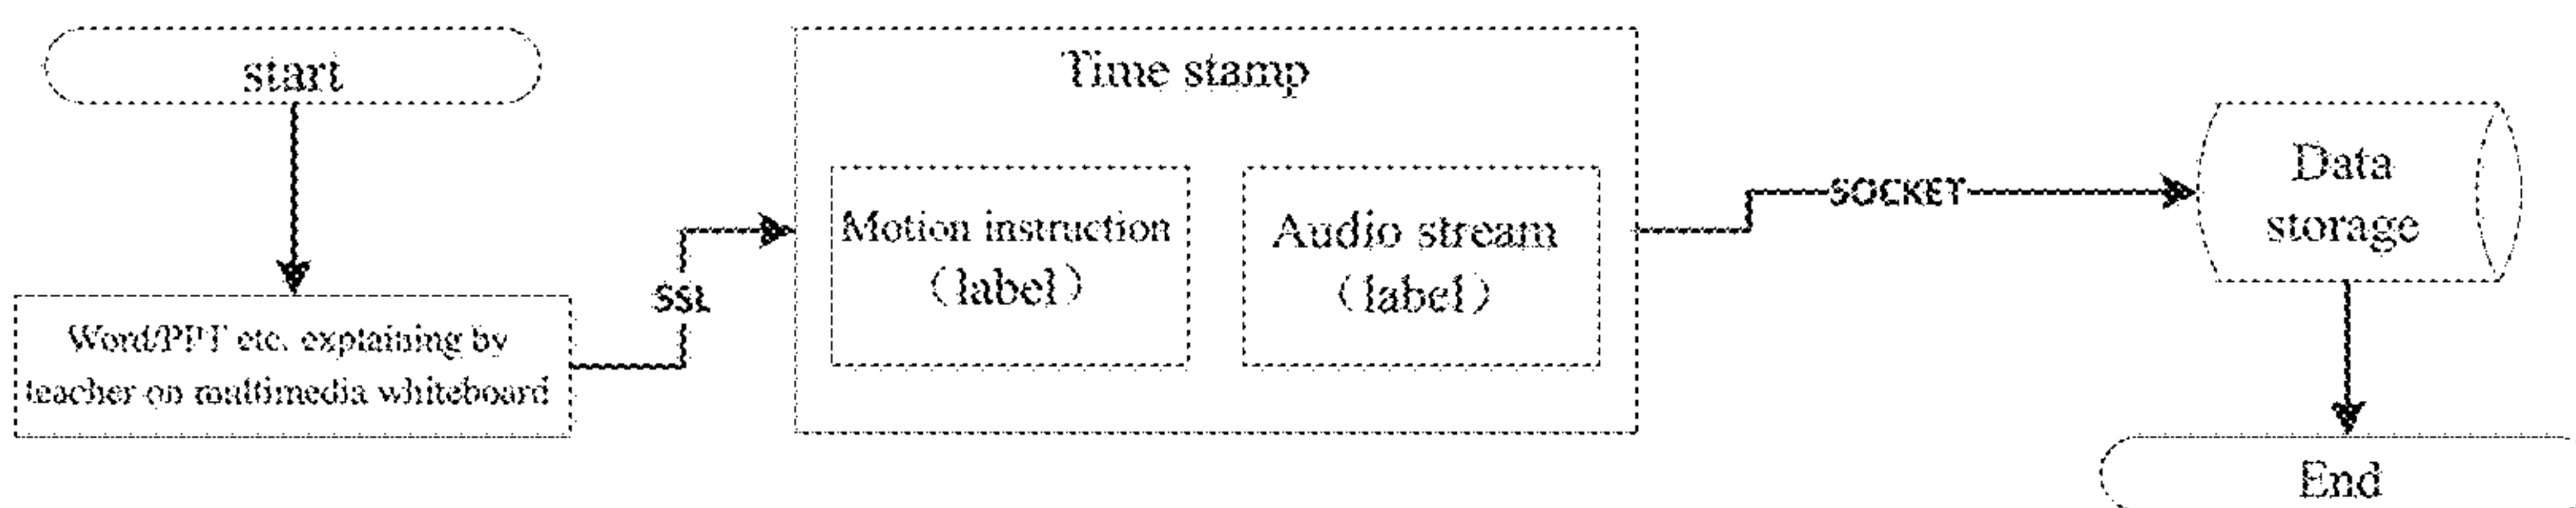 start
Word/PPT etc. explaining by
teacher on multimedia whiteboard
SSL
Time stamp
Motion instruction
（label）
Audio stream
（label）
SOCKET
Data
storage
End